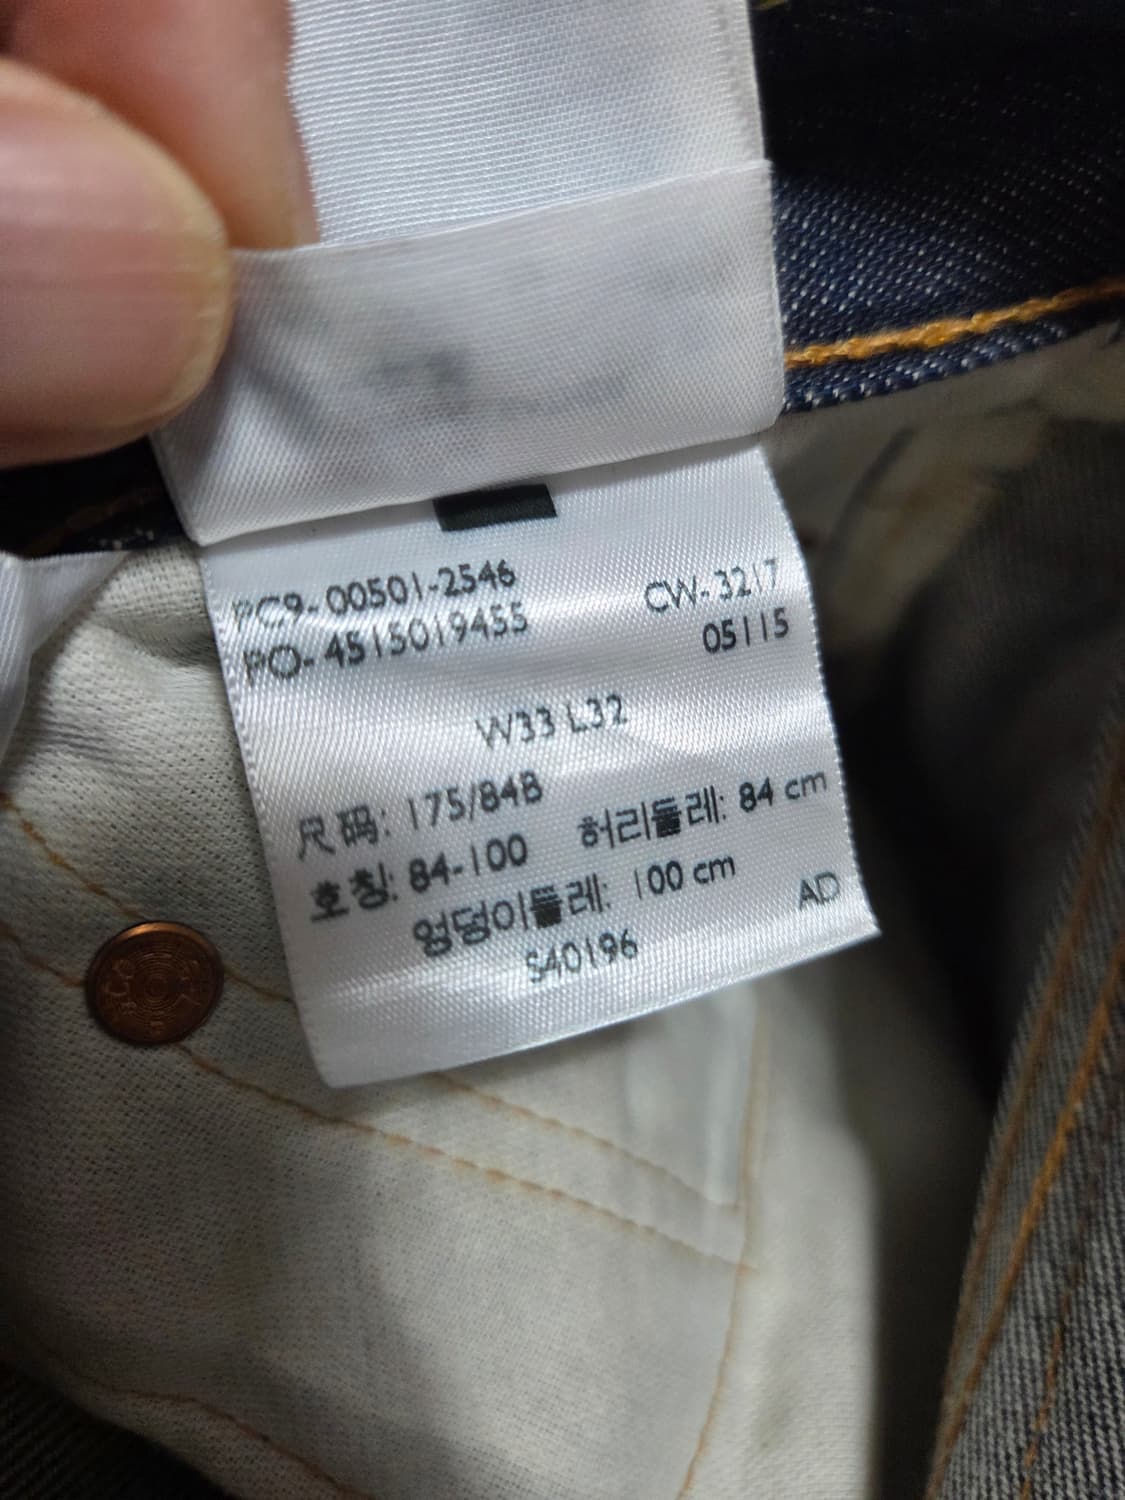 PC9-00501-2546 CW-3217
PO-4515019455 05115
W33 L32
尺码: 175/84B
호칭: 84-100 허리둘레: 84 cm
엉덩이둘레: 100 cm AD
S40196